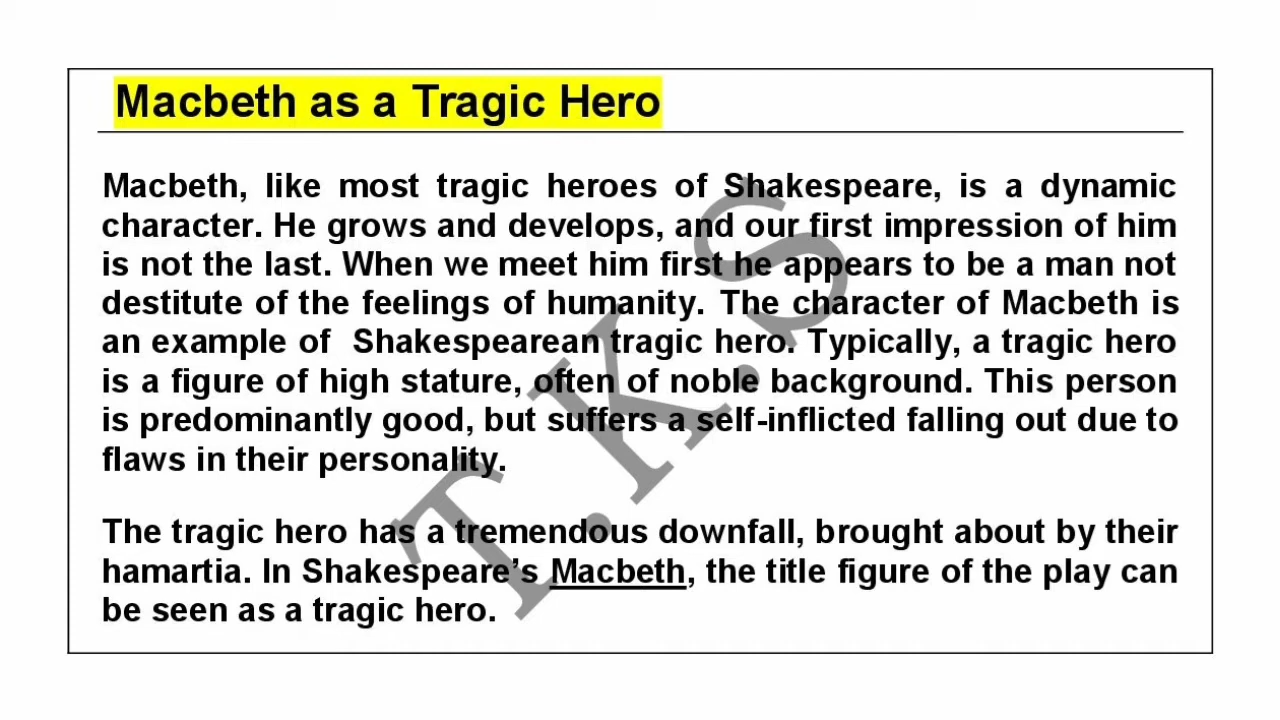 Macbeth as a Tragic Hero
Macbeth, like most tragic heroes of Shakespeare, is a dynamic
character. He grows and develops, and our first impression of him
is not the last. When we meet him first he appears to be a man not
destitute of the feelings of humanity. The character of Macbeth is
an example of Shakespearean tragic hero. Typically, a tragic hero
is a figure of high stature, often of noble background. This person
is predominantly good, but suffers a self-inflicted falling out due to
flaws in their personality.
The tragic hero has a tremendous downfall, brought about by their
hamartia. In Shakespeare’s Macbeth, the title figure of the play can
be seen as a tragic hero.
T.K.S